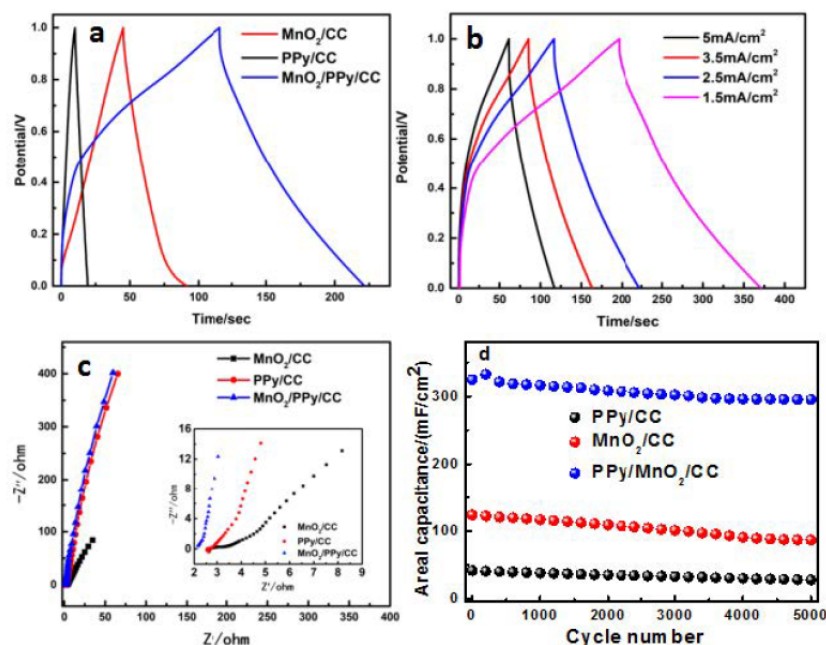 a
MnO2/CC
PPy/CC
MnO2/PPy/CC
Potential/V
1.0
0.8
0.6
0.4
0.2
0.0
0 50 100 150 200
Time/sec
b
5mA/cm²
3.5mA/cm²
2.5mA/cm²
1.5mA/cm²
Potential/V
1.0
0.8
0.6
0.4
0.2
0.0
0 50 100 150 200 250 300 350 400
Time/sec
c
MnO2/CC
PPy/CC
MnO2/PPy/CC
-Z''/ohm
400
300
200
100
0
0 50 100 150 200 250 300 350 400
Z'/ohm
-Z''/ohm
16
12
8
4
0
2 3 4 5 6 7 8 9
Z'/ohm
MnO2/CC
PPy/CC
MnO2/PPy/CC
d
PPy/CC
MnO2/CC
PPy/MnO2/CC
Areal capacitance/(mF/cm²)
300
200
100
0
0 1000 2000 3000 4000 5000
Cycle number